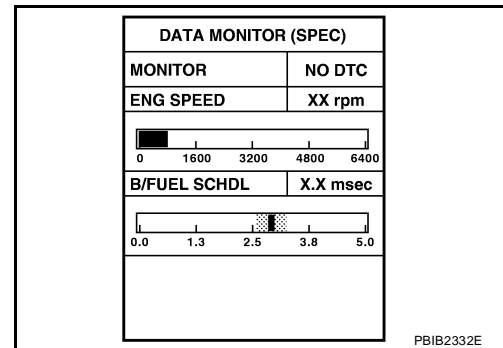 DATA MONITOR (SPEC)
MONITOR NO DTC
ENG SPEED XX rpm
0 1600 3200 4800 6400
B/FUEL SCHDL X.X msec
0.0 1.3 2.5 3.8 5.0
PBIB2332E